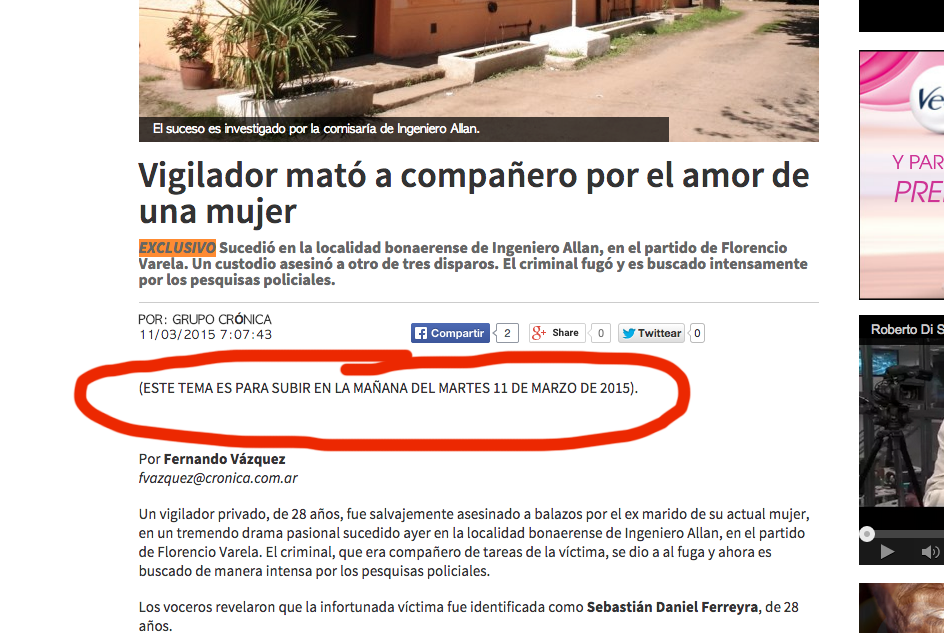 El suceso es investigado por la comisaría de Ingeniero Allan.
Vigilador mató a compañero por el amor de
una mujer
EXCLUSIVO Sucedió en la localidad bonaerense de Ingeniero Allan, en el partido de Florencio
Varela. Un custodio asesinó a otro de tres disparos. El criminal fugó y es buscado intensamente
por los pesquisas policiales.
POR: GRUPO CRÓNICA
11/03/2015 7:07:43
Compartir 2 Share 0 Twittear 0
(ESTE TEMA ES PARA SUBIR EN LA MAÑANA DEL MARTES 11 DE MARZO DE 2015).
Por Fernando Vázquez
fvazquez@cronica.com.ar
Un vigilador privado, de 28 años, fue salvajemente asesinado a balazos por el ex marido de su actual mujer,
en un tremendo drama pasional sucedido ayer en la localidad bonaerense de Ingeniero Allan, en el partido
de Florencio Varela. El criminal, que era compañero de tareas de la víctima, se dio a al fuga y ahora es
buscado de manera intensa por los pesquisas policiales.
Los voceros revelaron que la infortunada víctima fue identificada como Sebastián Daniel Ferreyra, de 28
años.
Ve
Y PAR
PRE
Roberto Di S